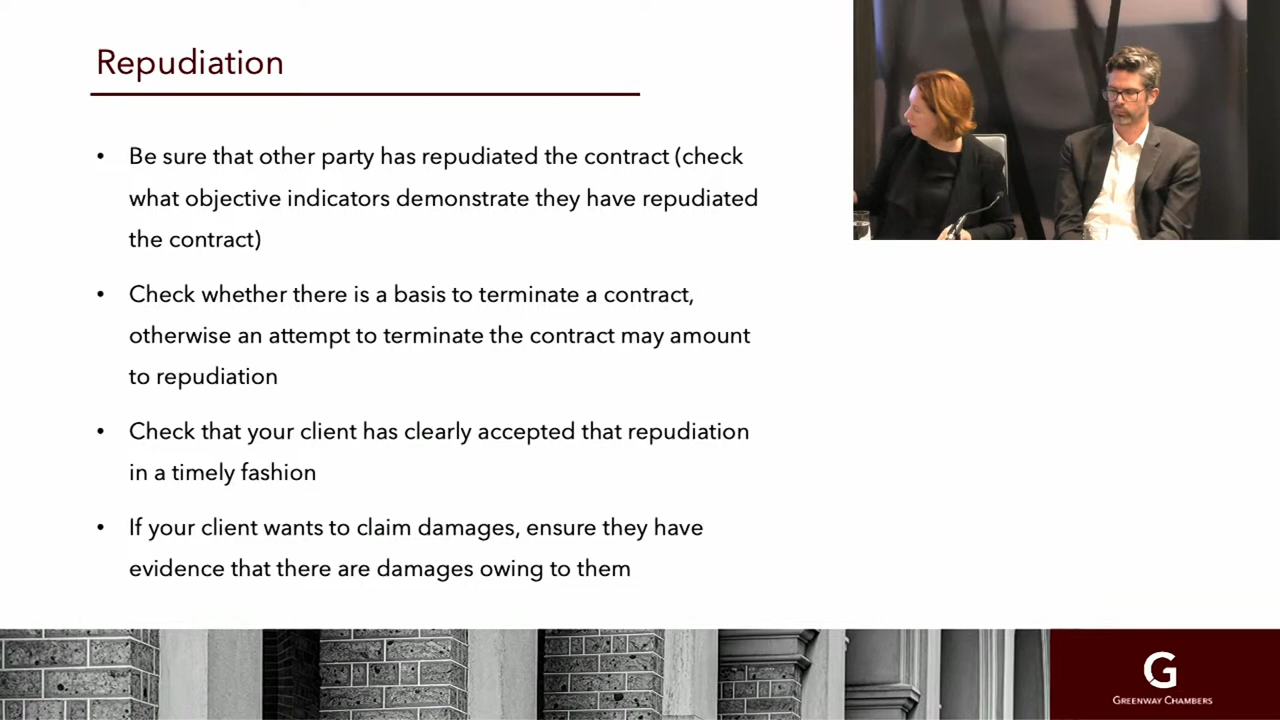 Repudiation
• Be sure that other party has repudiated the contract (check
what objective indicators demonstrate they have repudiated
the contract)
• Check whether there is a basis to terminate a contract,
otherwise an attempt to terminate the contract may amount
to repudiation
• Check that your client has clearly accepted that repudiation
in a timely fashion
• If your client wants to claim damages, ensure they have
evidence that there are damages owing to them
G
GREENWAY CHAMBERS